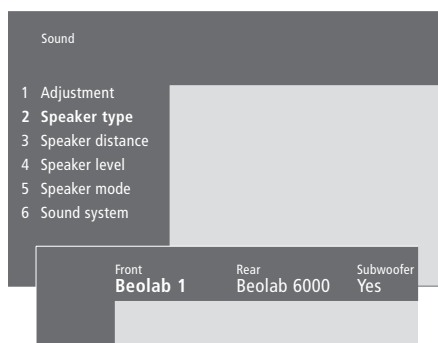 Sound
1 Adjustment
2 Speaker type
3 Speaker distance
4 Speaker level
5 Speaker mode
6 Sound system
Front Rear Subwoofer
Beolab 1 Beolab 6000 Yes